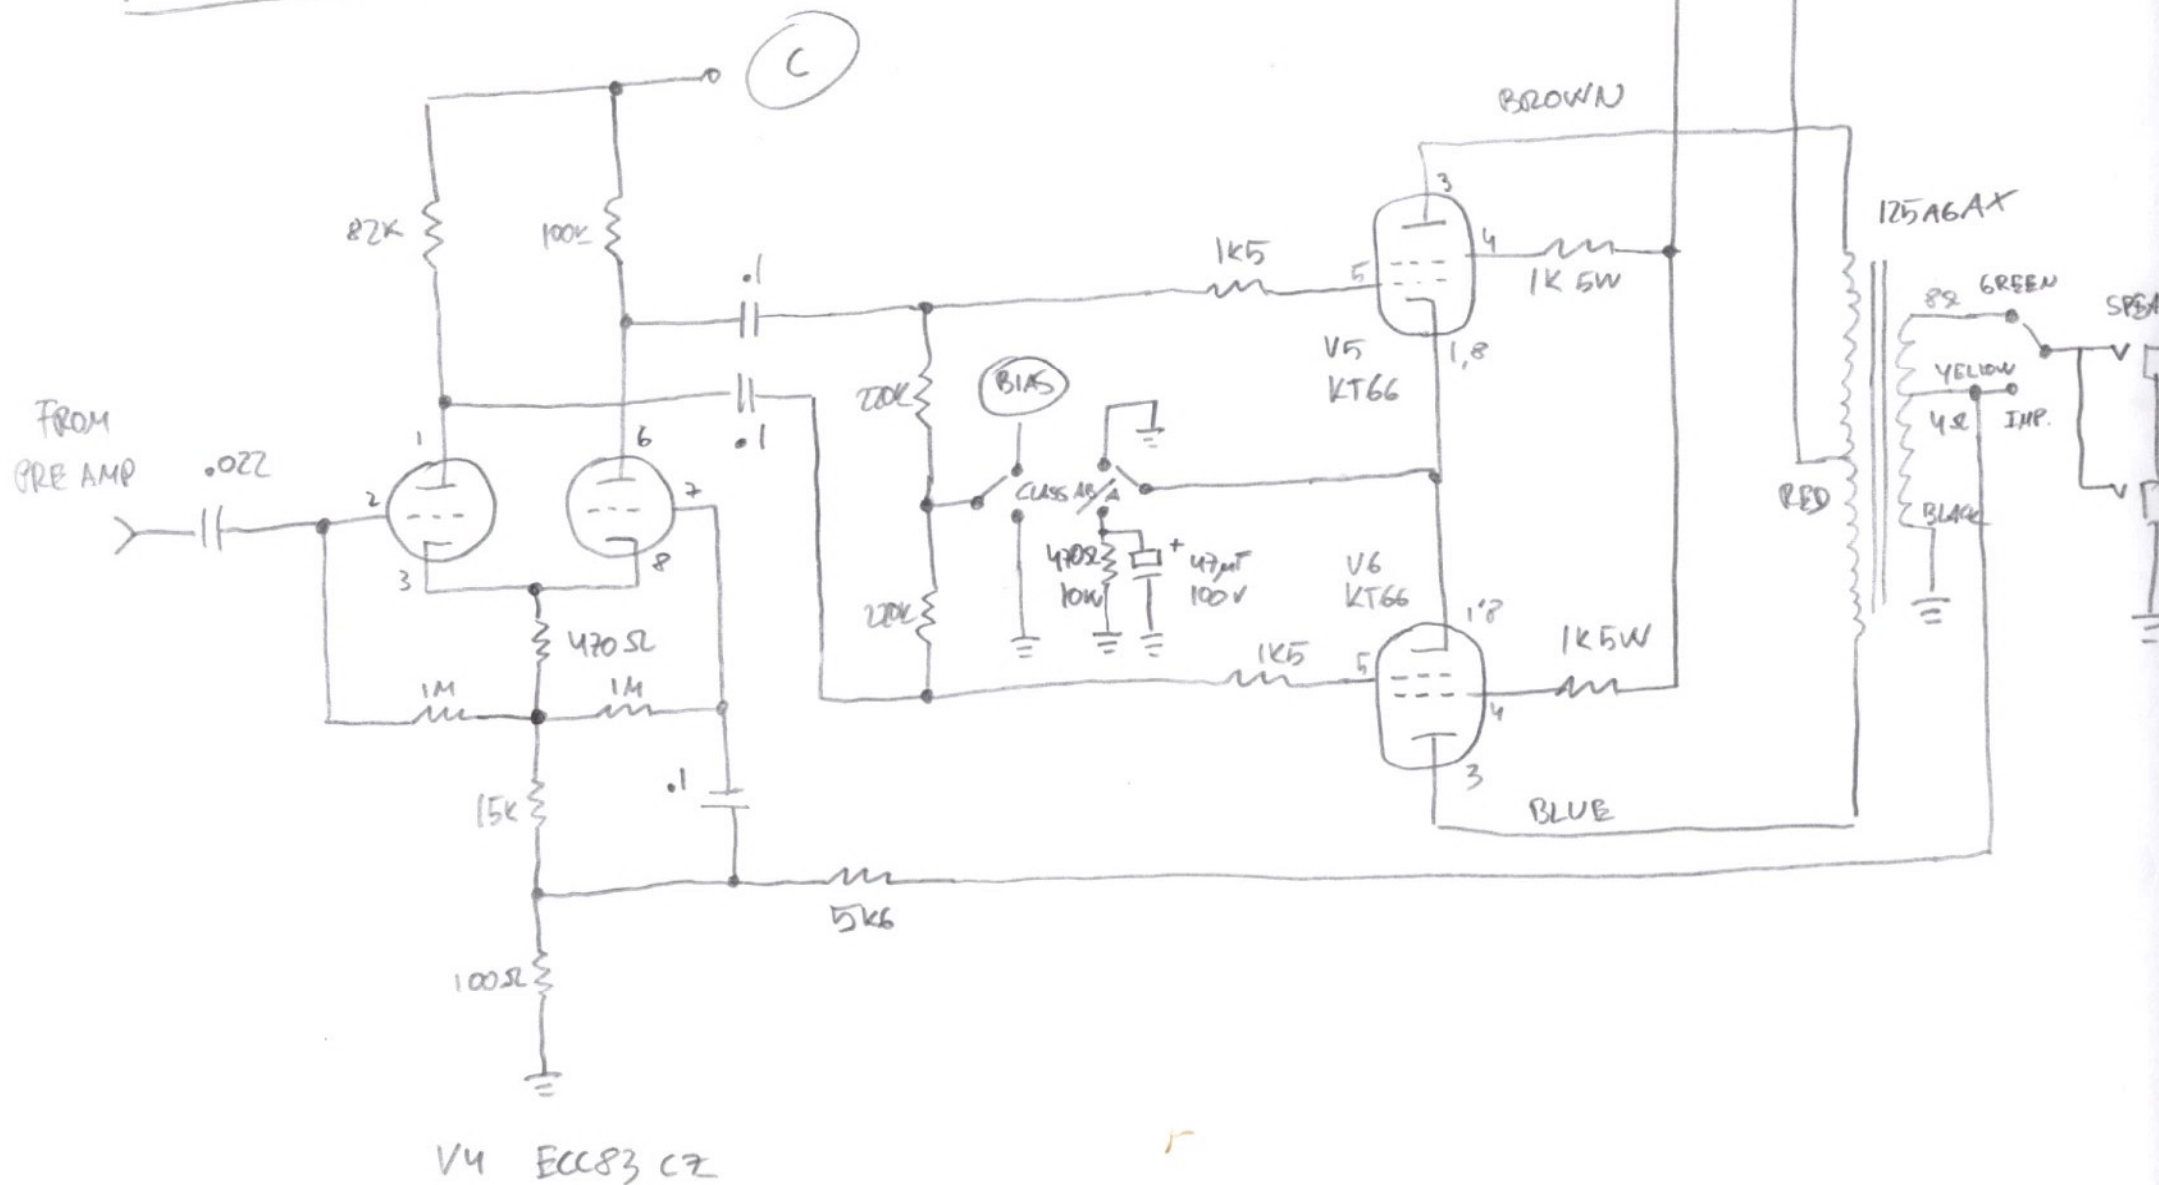 C
BROWN
125A6AX
82K
100K
.1
1K5
3
4
1K 5W
5
8Ω GREEN
SPEA
V5
1,8
KT66
220K
BIAS
YELLOW
4Ω IMP.
FROM
PRE AMP
.022
1
6
.1
2
7
CLASS AB/A
RED
BLACK
3
8
470Ω
10W
+ 47µF
100V
V6
KT66
1'8
470Ω
220K
1K5
5
1K5W
1M
1M
4
.1
3
15K
BLUE
5K6
100Ω
V4 ECC83 CZ